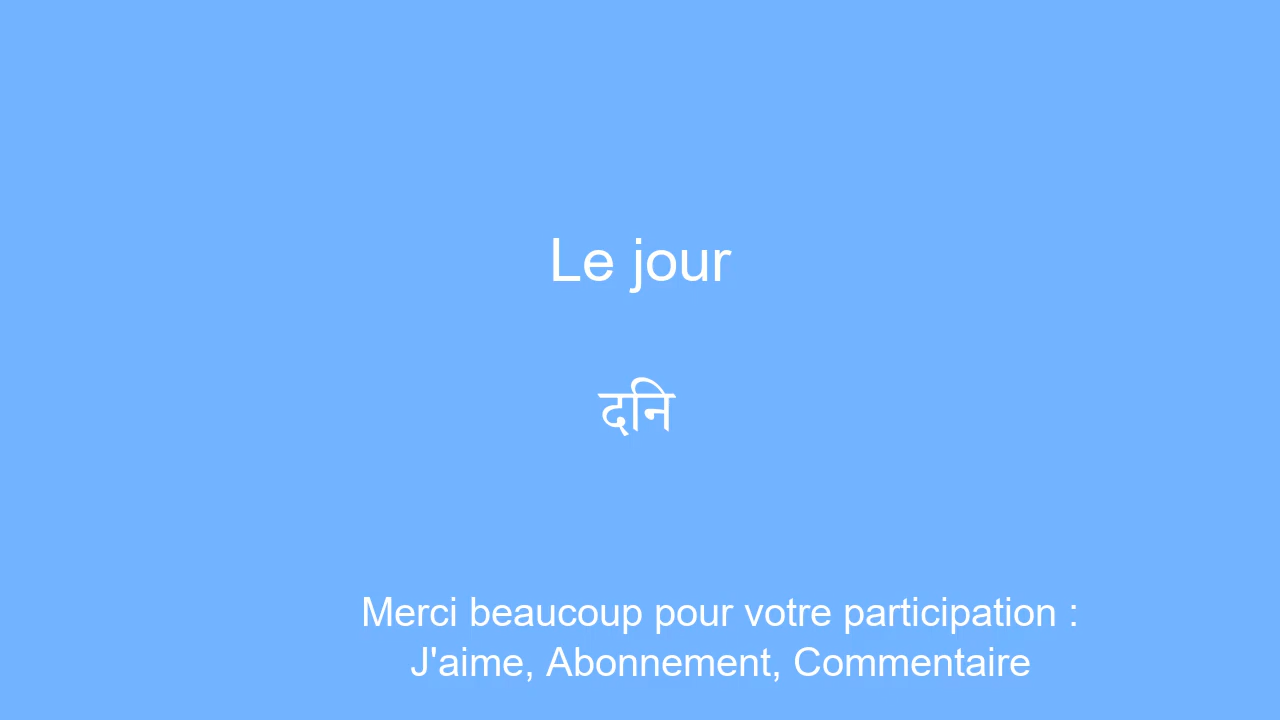 Le jour
दनि
Merci beaucoup pour votre participation :
J'aime, Abonnement, Commentaire